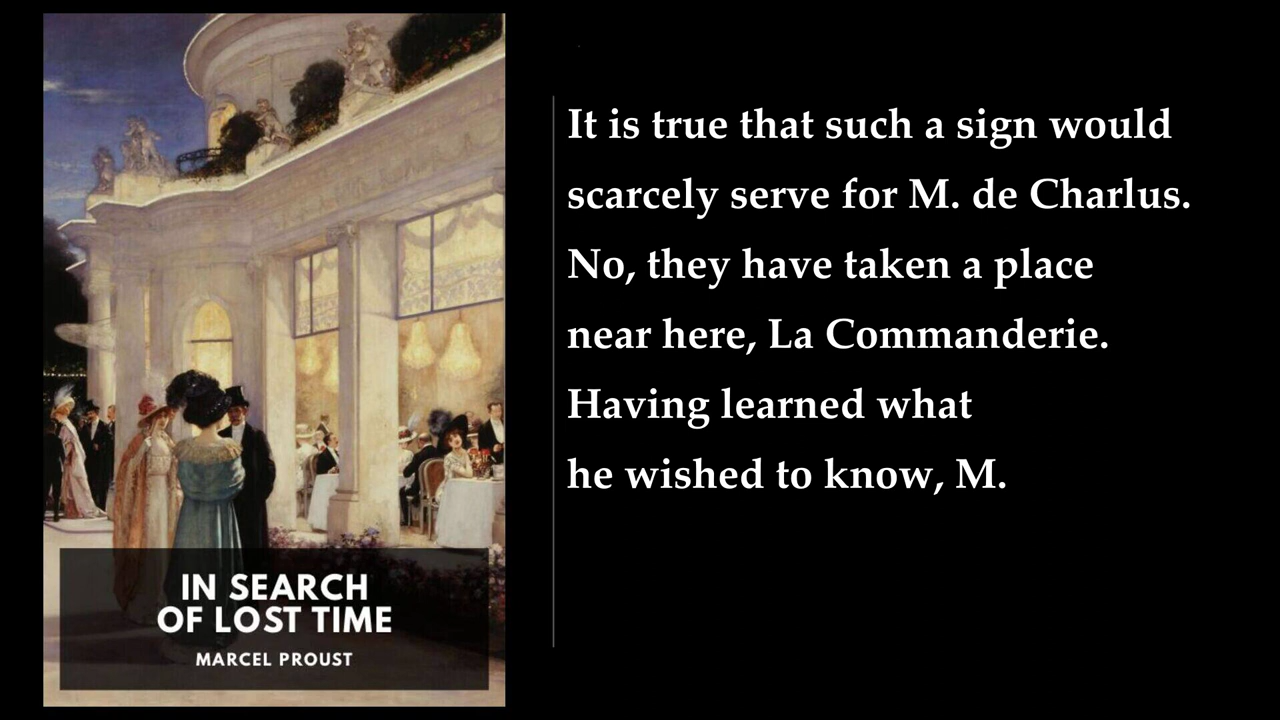 It is true that such a sign would
scarcely serve for M. de Charlus.
No, they have taken a place
near here, La Commanderie.
Having learned what
he wished to know, M.
IN SEARCH
OF LOST TIME
MARCEL PROUST